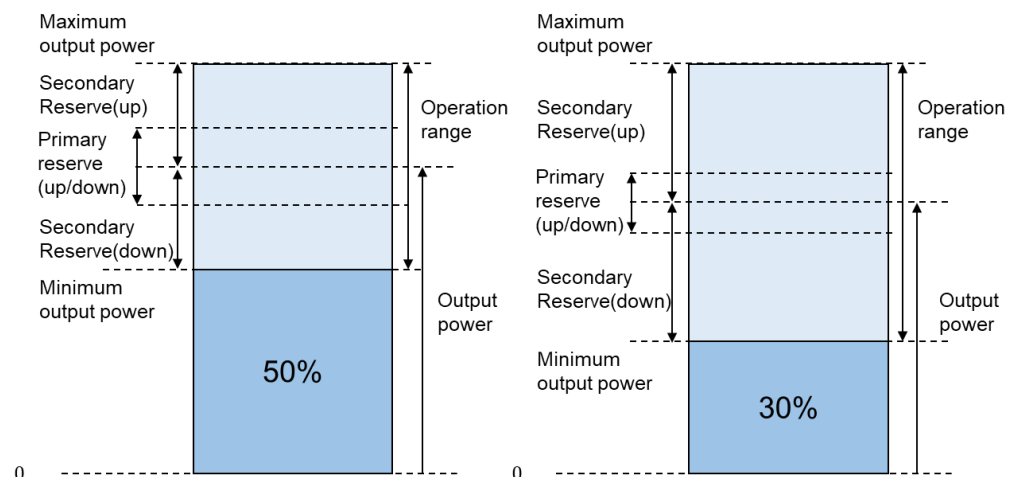 Maximum
output power
Secondary
Reserve(up)
Primary
reserve
(up/down)
Secondary
Reserve(down)
Minimum
output power
Operation
range
Output
power
50%
0
Maximum
output power
Secondary
Reserve(up)
Primary
reserve
(up/down)
Secondary
Reserve(down)
Minimum
output power
Operation
range
Output
power
30%
0